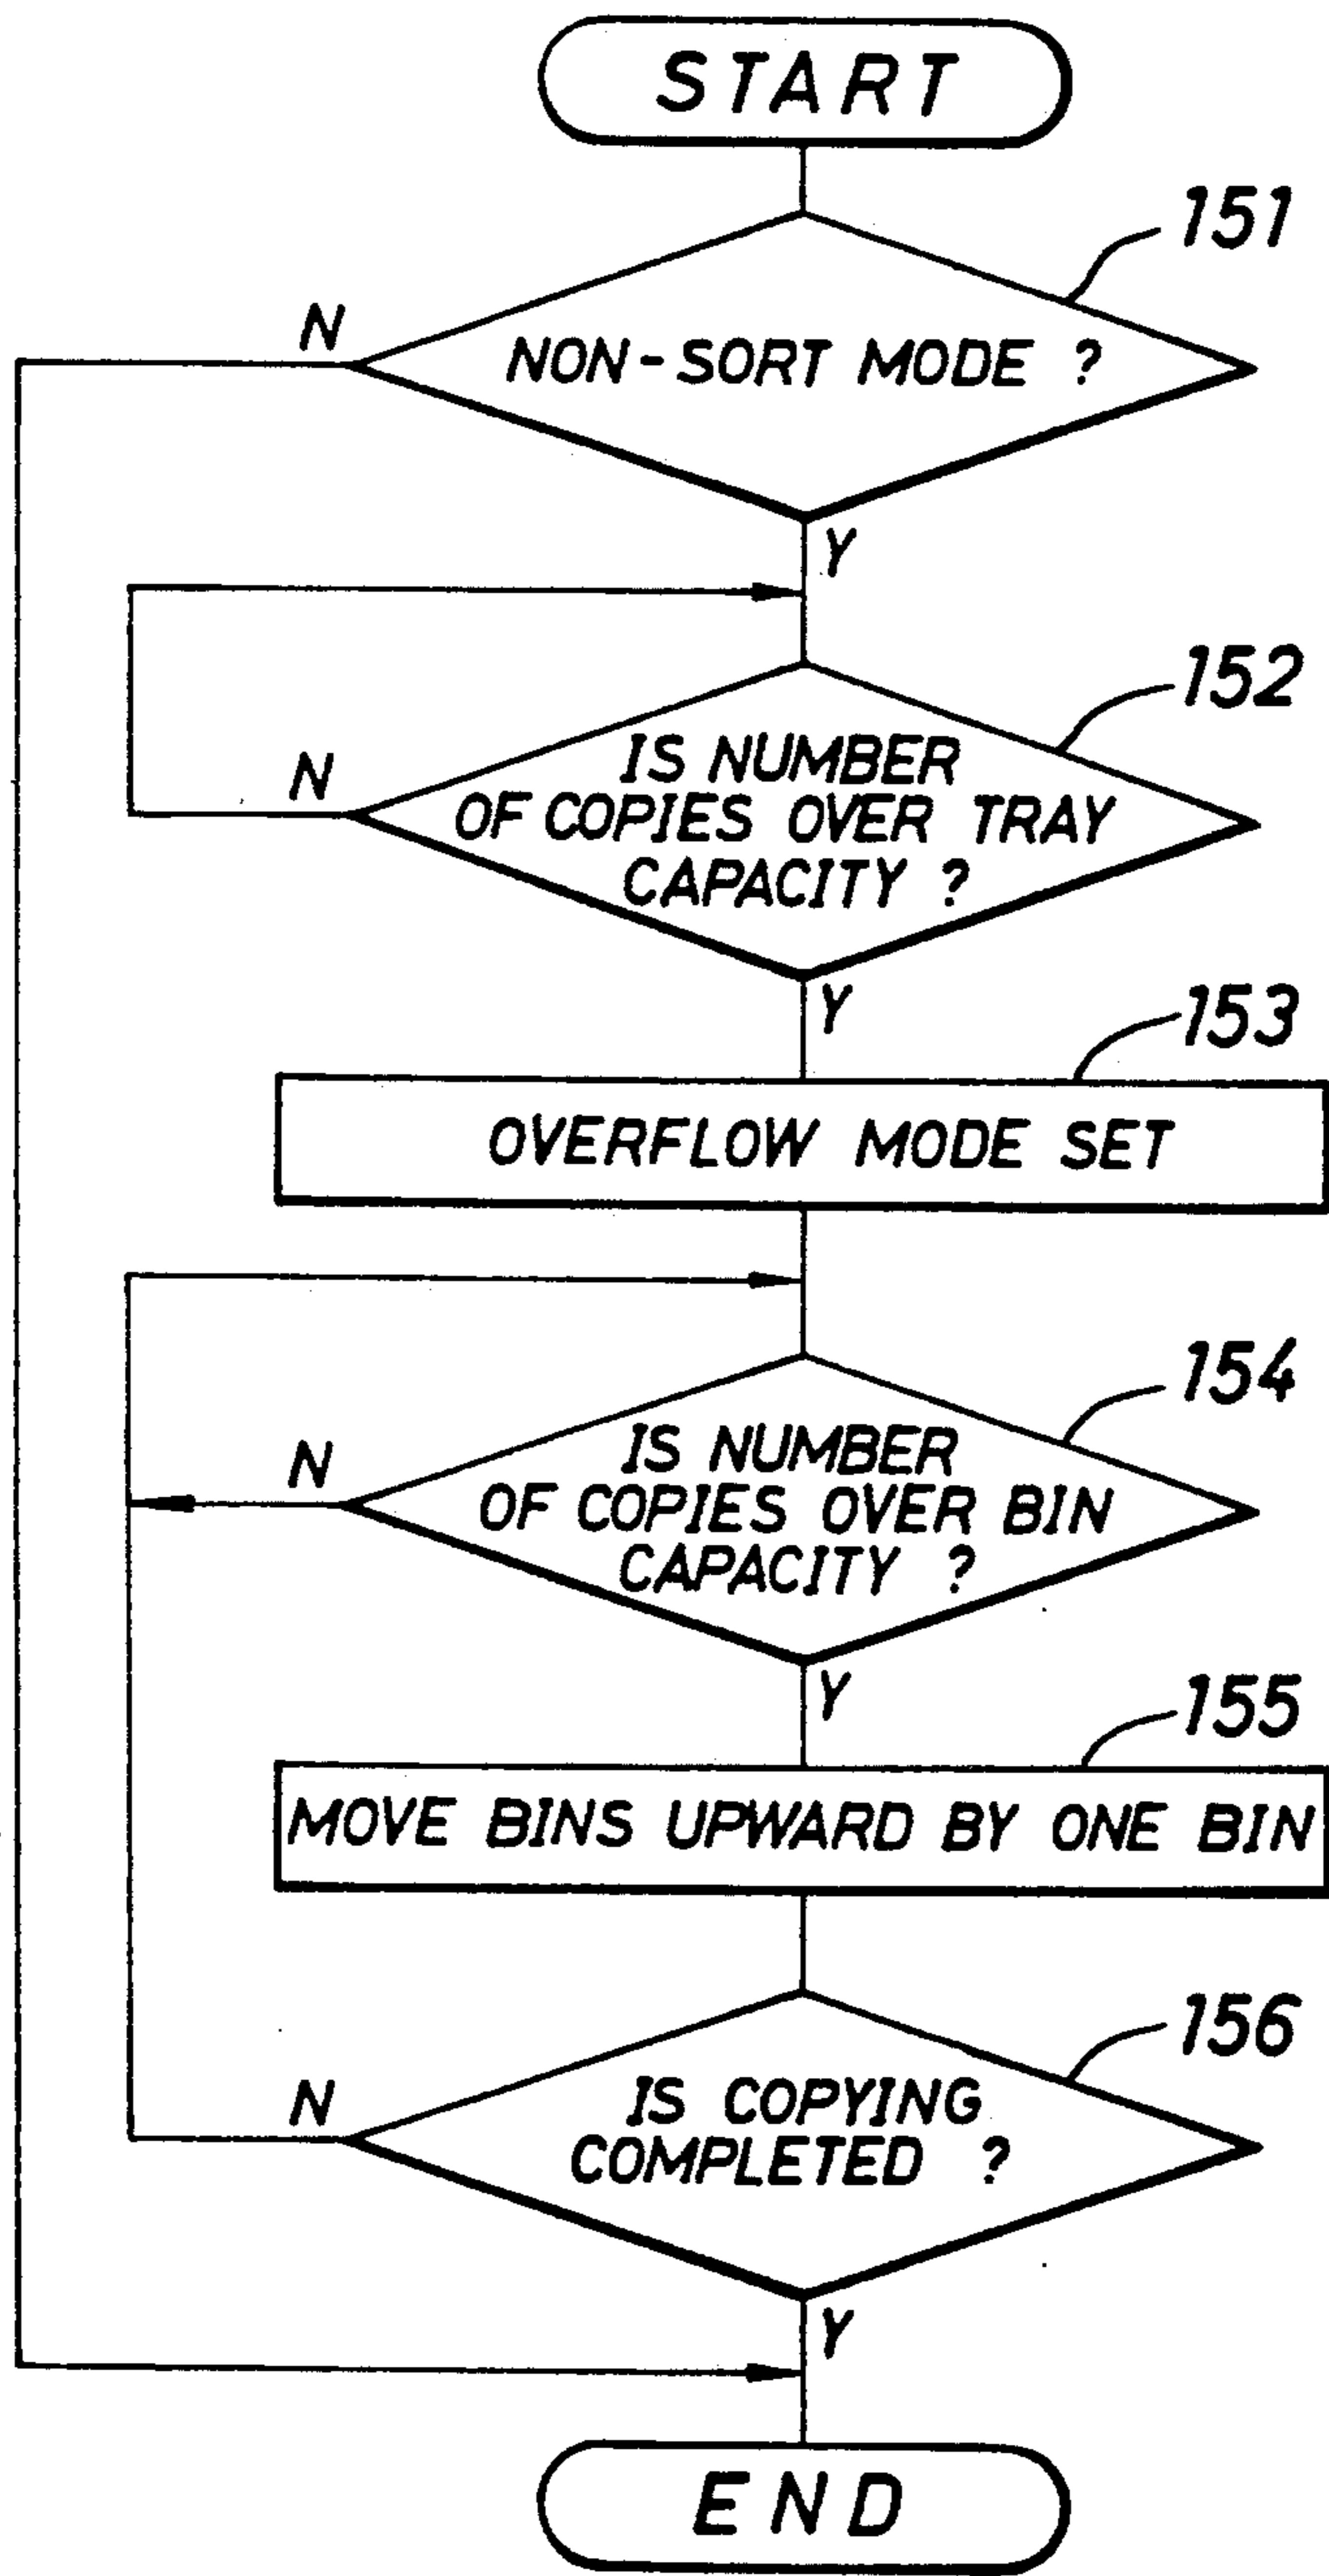 START
151
N
NON-SORT MODE ?
Y
152
N
IS NUMBER
OF COPIES OVER TRAY
CAPACITY ?
Y
153
OVERFLOW MODE SET
154
N
IS NUMBER
OF COPIES OVER BIN
CAPACITY ?
Y
155
MOVE BINS UPWARD BY ONE BIN
156
N
IS COPYING
COMPLETED ?
Y
END